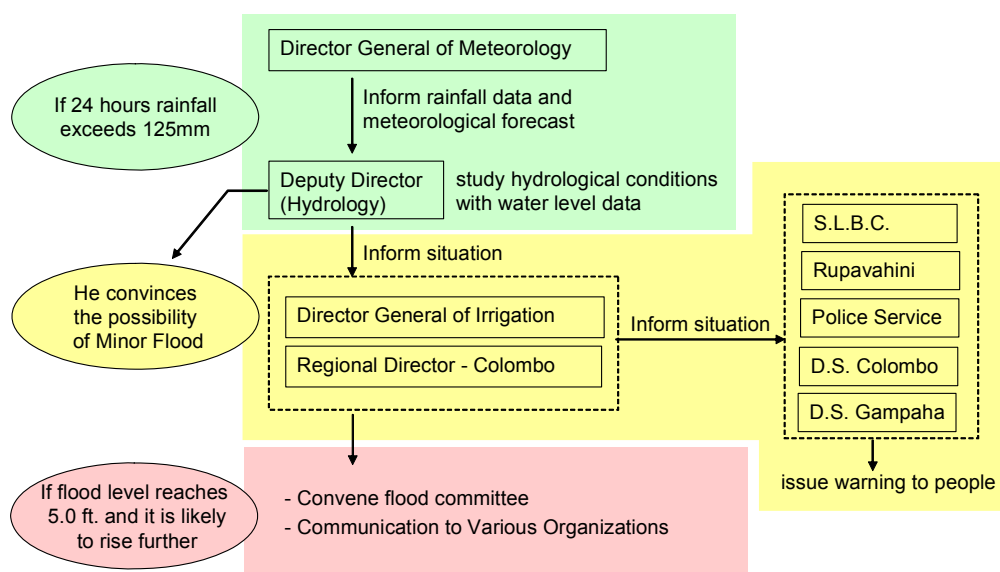 Director General of Meteorology
If 24 hours rainfall
exceeds 125mm
Inform rainfall data and
meteorological forecast
Deputy Director
(Hydrology)
study hydrological conditions
with water level data
Inform situation
He convinces
the possibility
of Minor Flood
Director General of Irrigation
Regional Director - Colombo
Inform situation
S.L.B.C.
Rupavahini
Police Service
D.S. Colombo
D.S. Gampaha
issue warning to people
If flood level reaches
5.0 ft. and it is likely
to rise further
- Convene flood committee
- Communication to Various Organizations